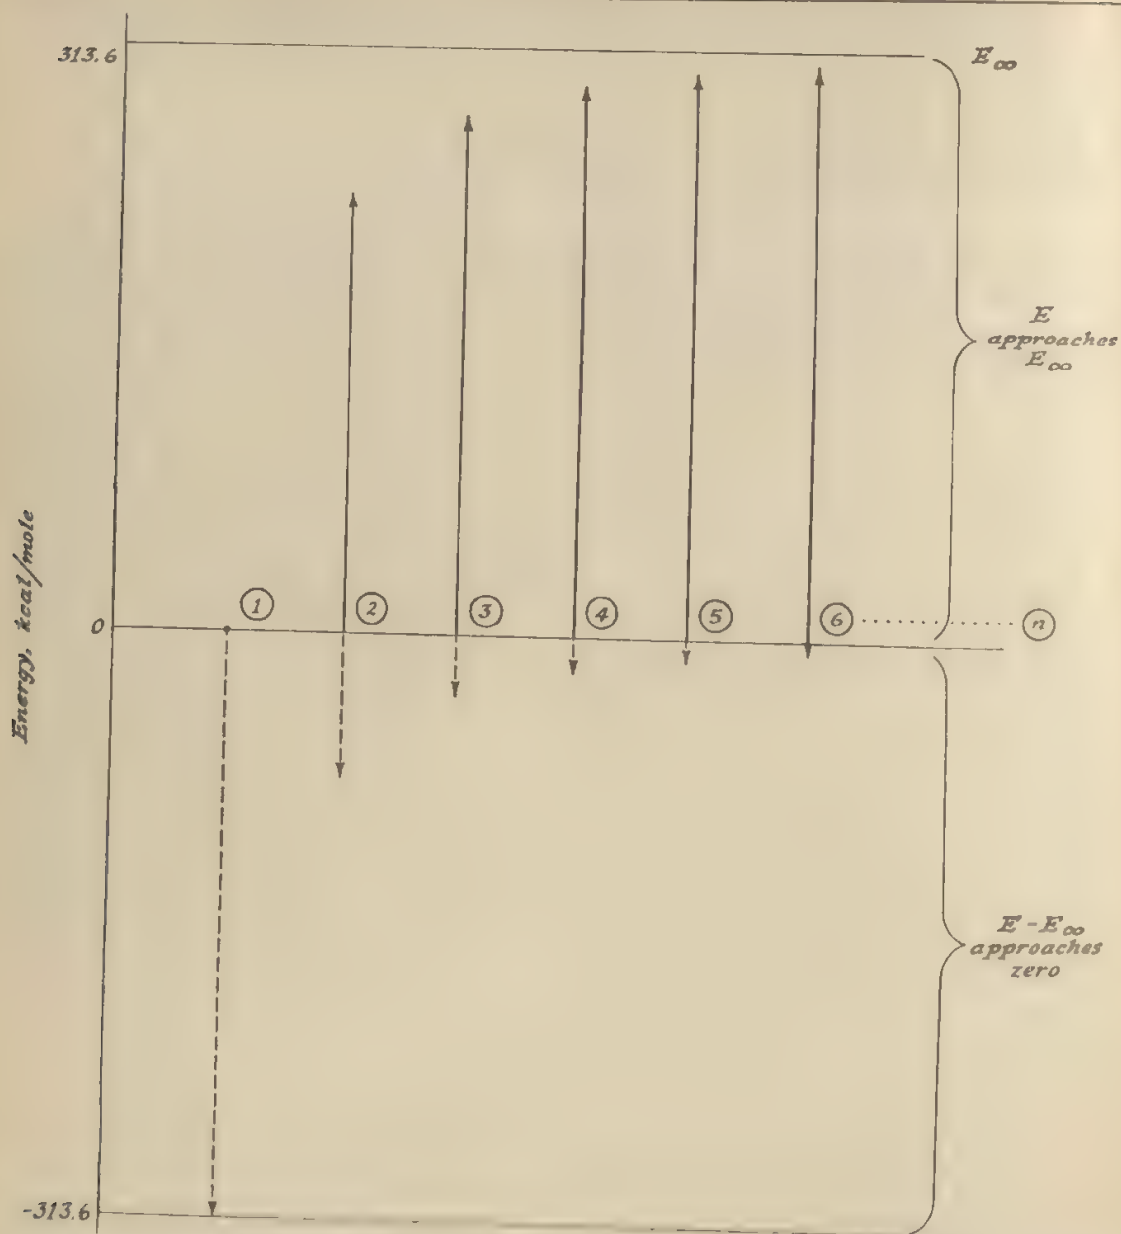 313.6
E∞
E
approaches
E∞
Energy, kcal/mole
0
1
2
3
4
5
6
n
E - E∞
approaches
zero
-313.6